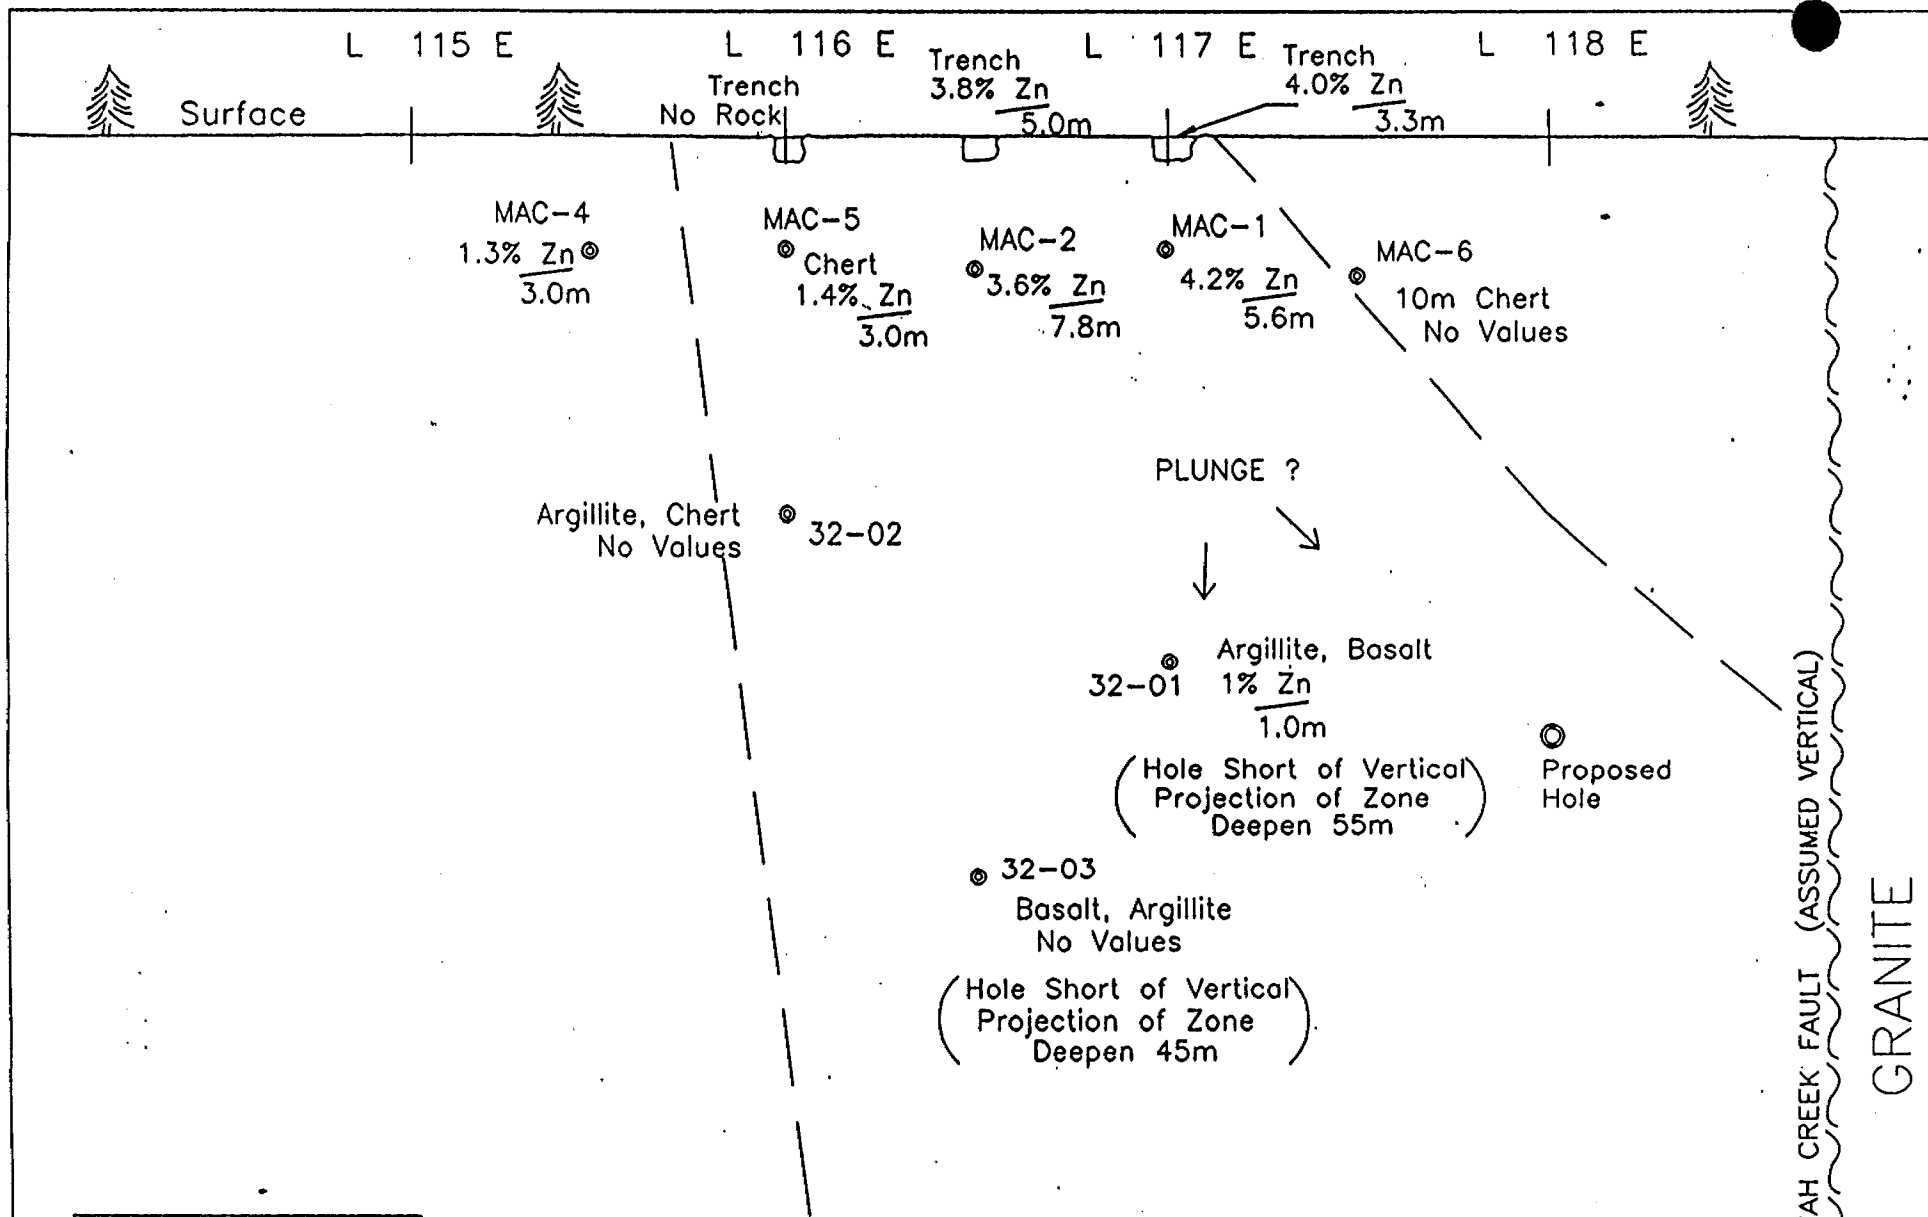 L 115 E
L 116 E
L 117 E
L 118 E
Surface
Trench
No Rock
Trench
3.8% Zn
5.0m
Trench
4.0% Zn
3.3m
MAC-4
1.3% Zn
3.0m
MAC-5
Chert
1.4% Zn
3.0m
MAC-2
3.6% Zn
7.8m
MAC-1
4.2% Zn
5.6m
MAC-6
10m Chert
No Values
PLUNGE ?
Argillite, Chert
No Values
32-02
32-01
Argillite, Basalt
1% Zn
1.0m
(Hole Short of Vertical
Projection of Zone
Deepen 55m)
Proposed
Hole
32-03
Basalt, Argillite
No Values
(Hole Short of Vertical
Projection of Zone
Deepen 45m)
AH CREEK FAULT (ASSUMED VERTICAL)
GRANITE